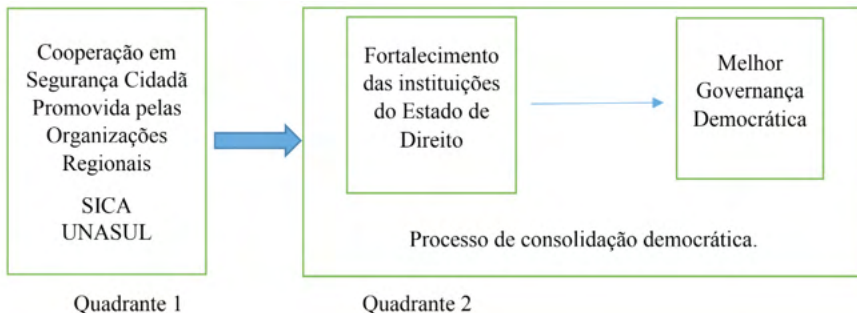 Cooperação em
Segurança Cidadã
Promovida pelas
Organizações
Regionais
SICA
UNASUL
Quadrante 1
Fortalecimento
das instituições
do Estado de
Direito
Melhor
Governança
Democrática
Processo de consolidação democrática.
Quadrante 2